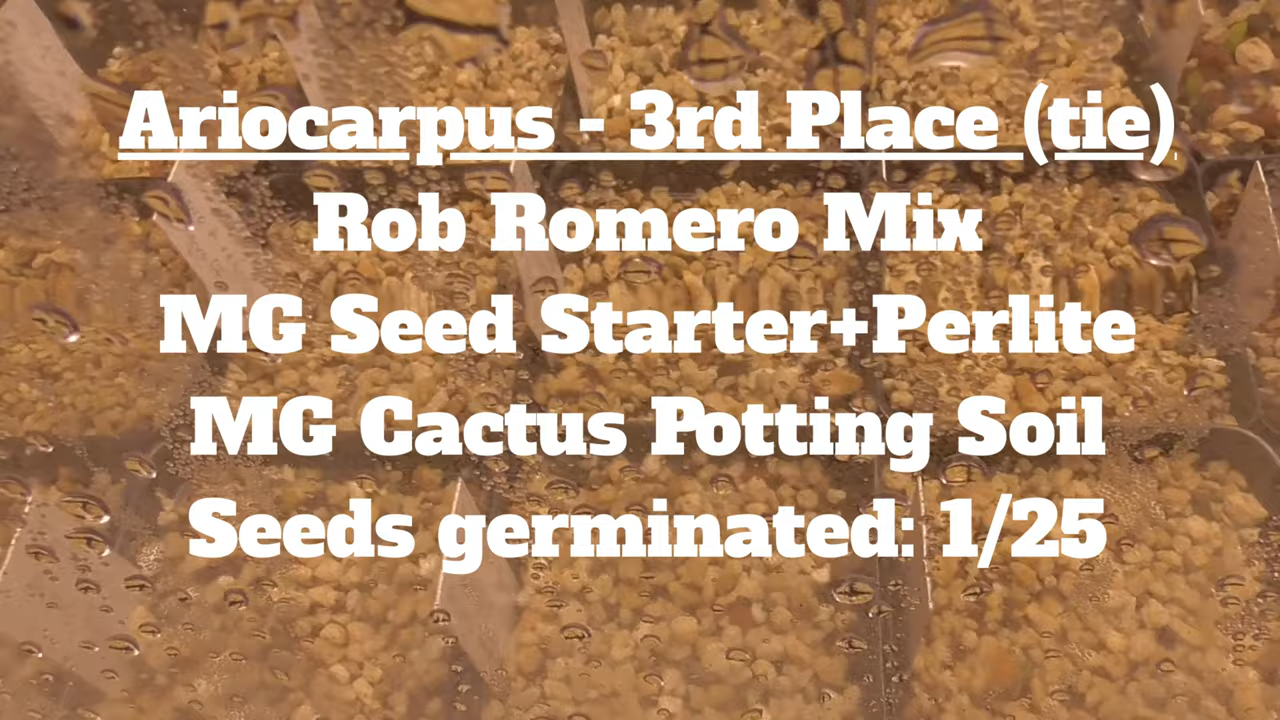 Ariocarpus - 3rd Place (tie)
Rob Romero Mix
MG Seed Starter+Perlite
MG Cactus Potting Soil
Seeds germinated: 1/25